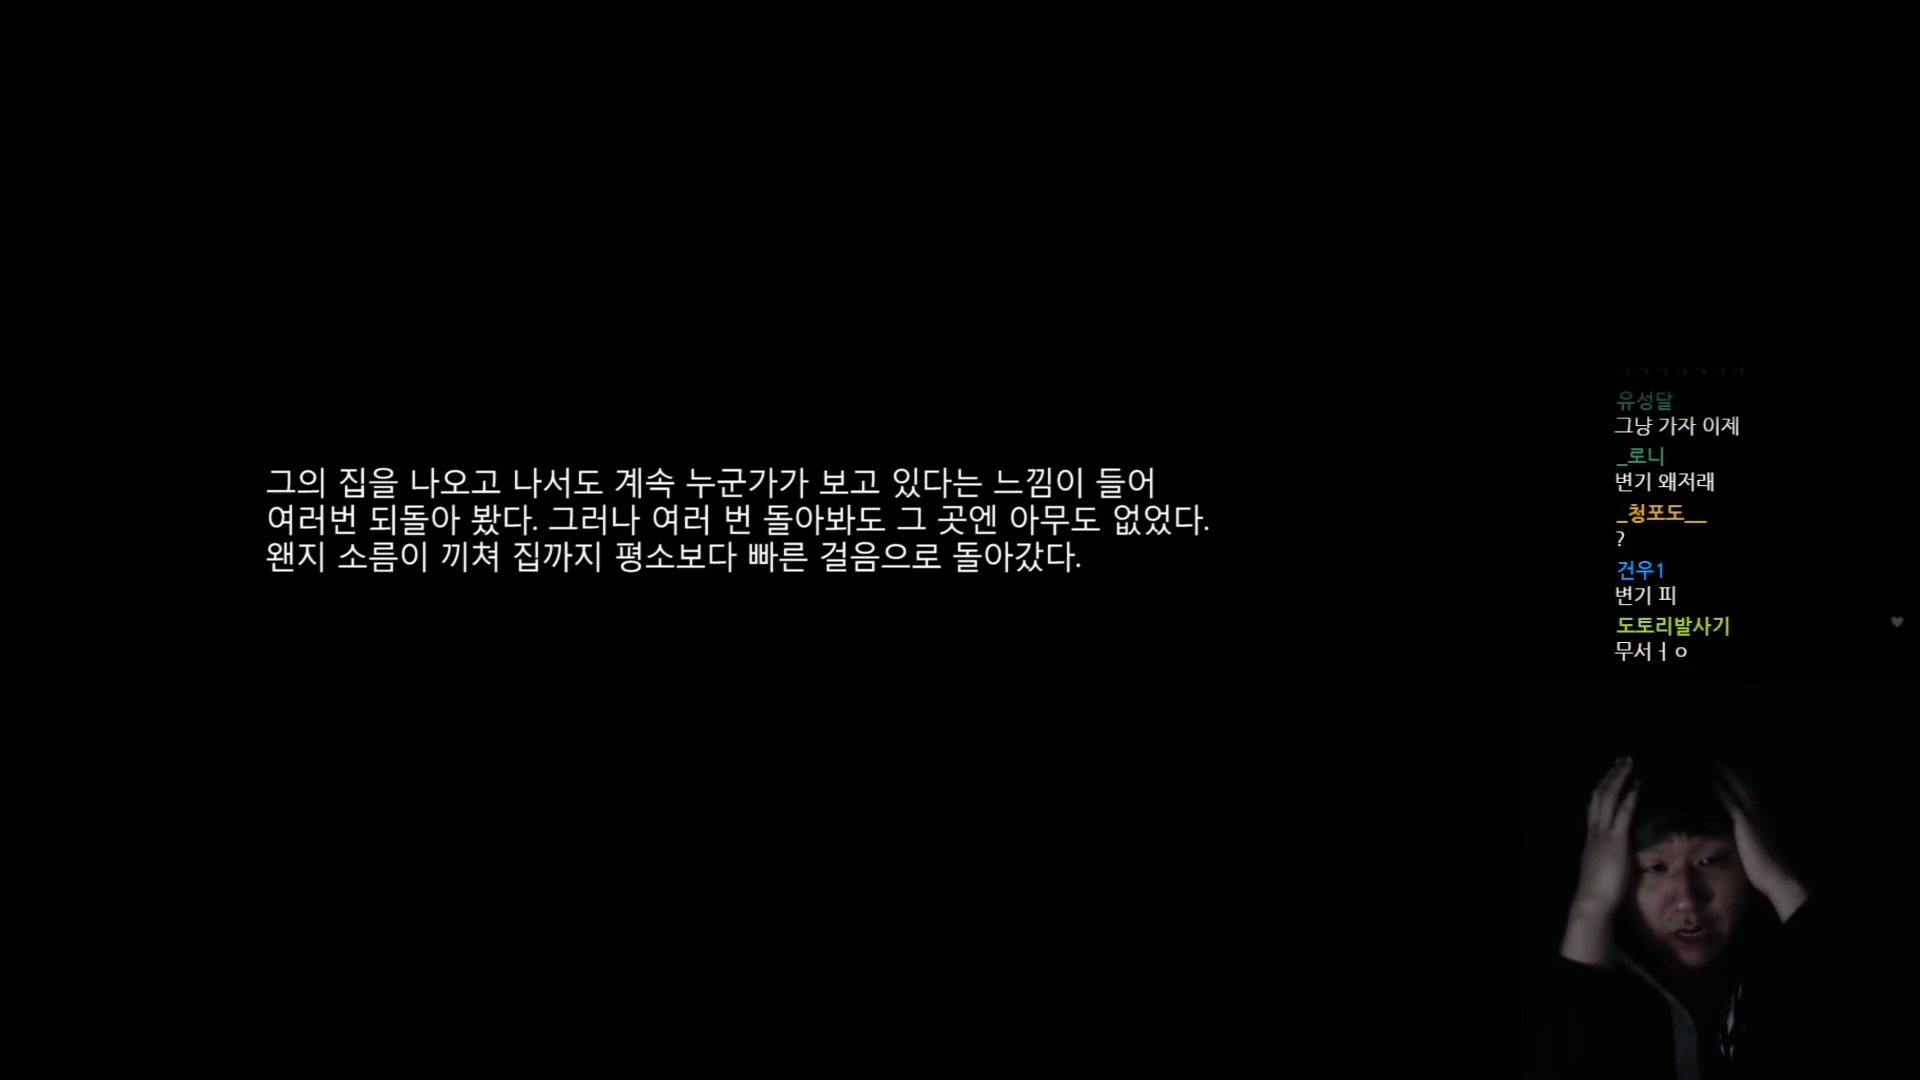 그의 집을 나오고 나서도 계속 누군가가 보고 있다는 느낌이 들어
여러번 되돌아 봤다. 그러나 여러 번 돌아봐도 그 곳엔 아무도 없었다.
왠지 소름이 끼쳐 집까지 평소보다 빠른 걸음으로 돌아갔다.
유성달
그냥 가자 이제
_로니
변기 왜저래
_청포도__
?
건우1
변기 피
도토리발사기
무서ㅓㅇ